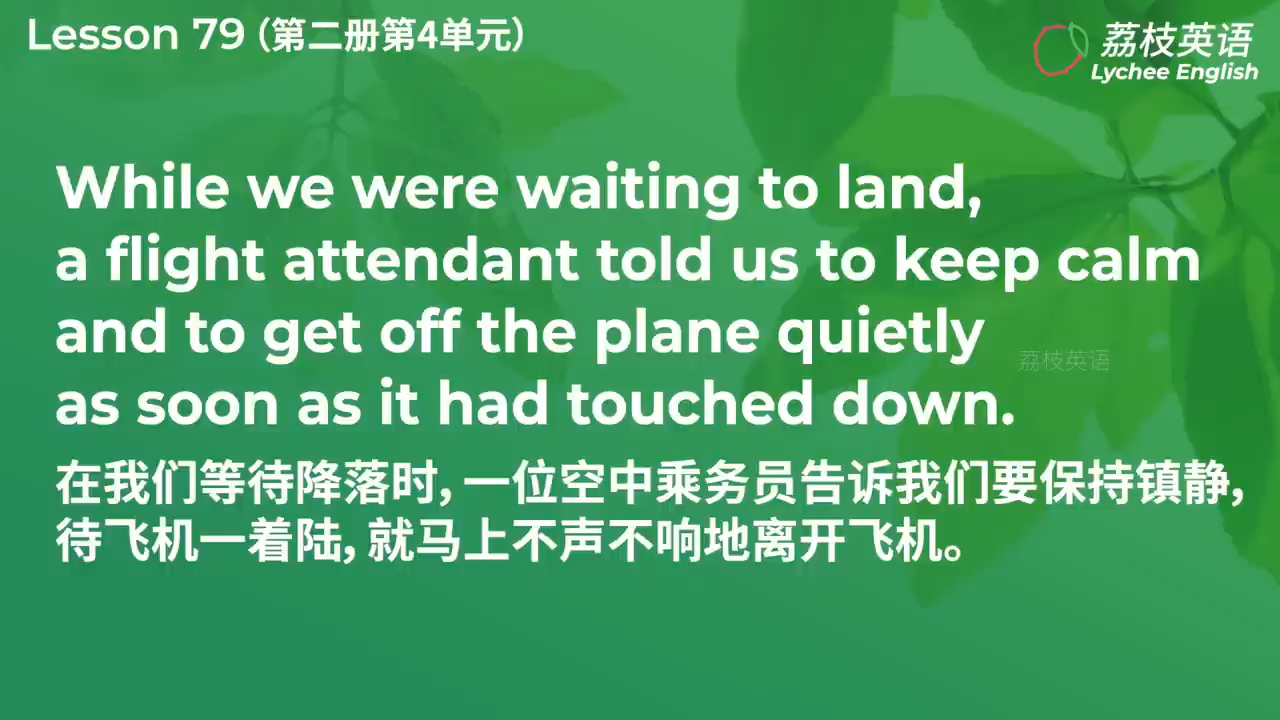 Lesson 79（第二册第4单元）
荔枝英语
Lychee English
While we were waiting to land,
a flight attendant told us to keep calm
and to get off the plane quietly
荔枝英语
as soon as it had touched down.
在我们等待降落时, 一位空中乘务员告诉我们要保持镇静,
待飞机一着陆, 就马上不声不响地离开飞机。